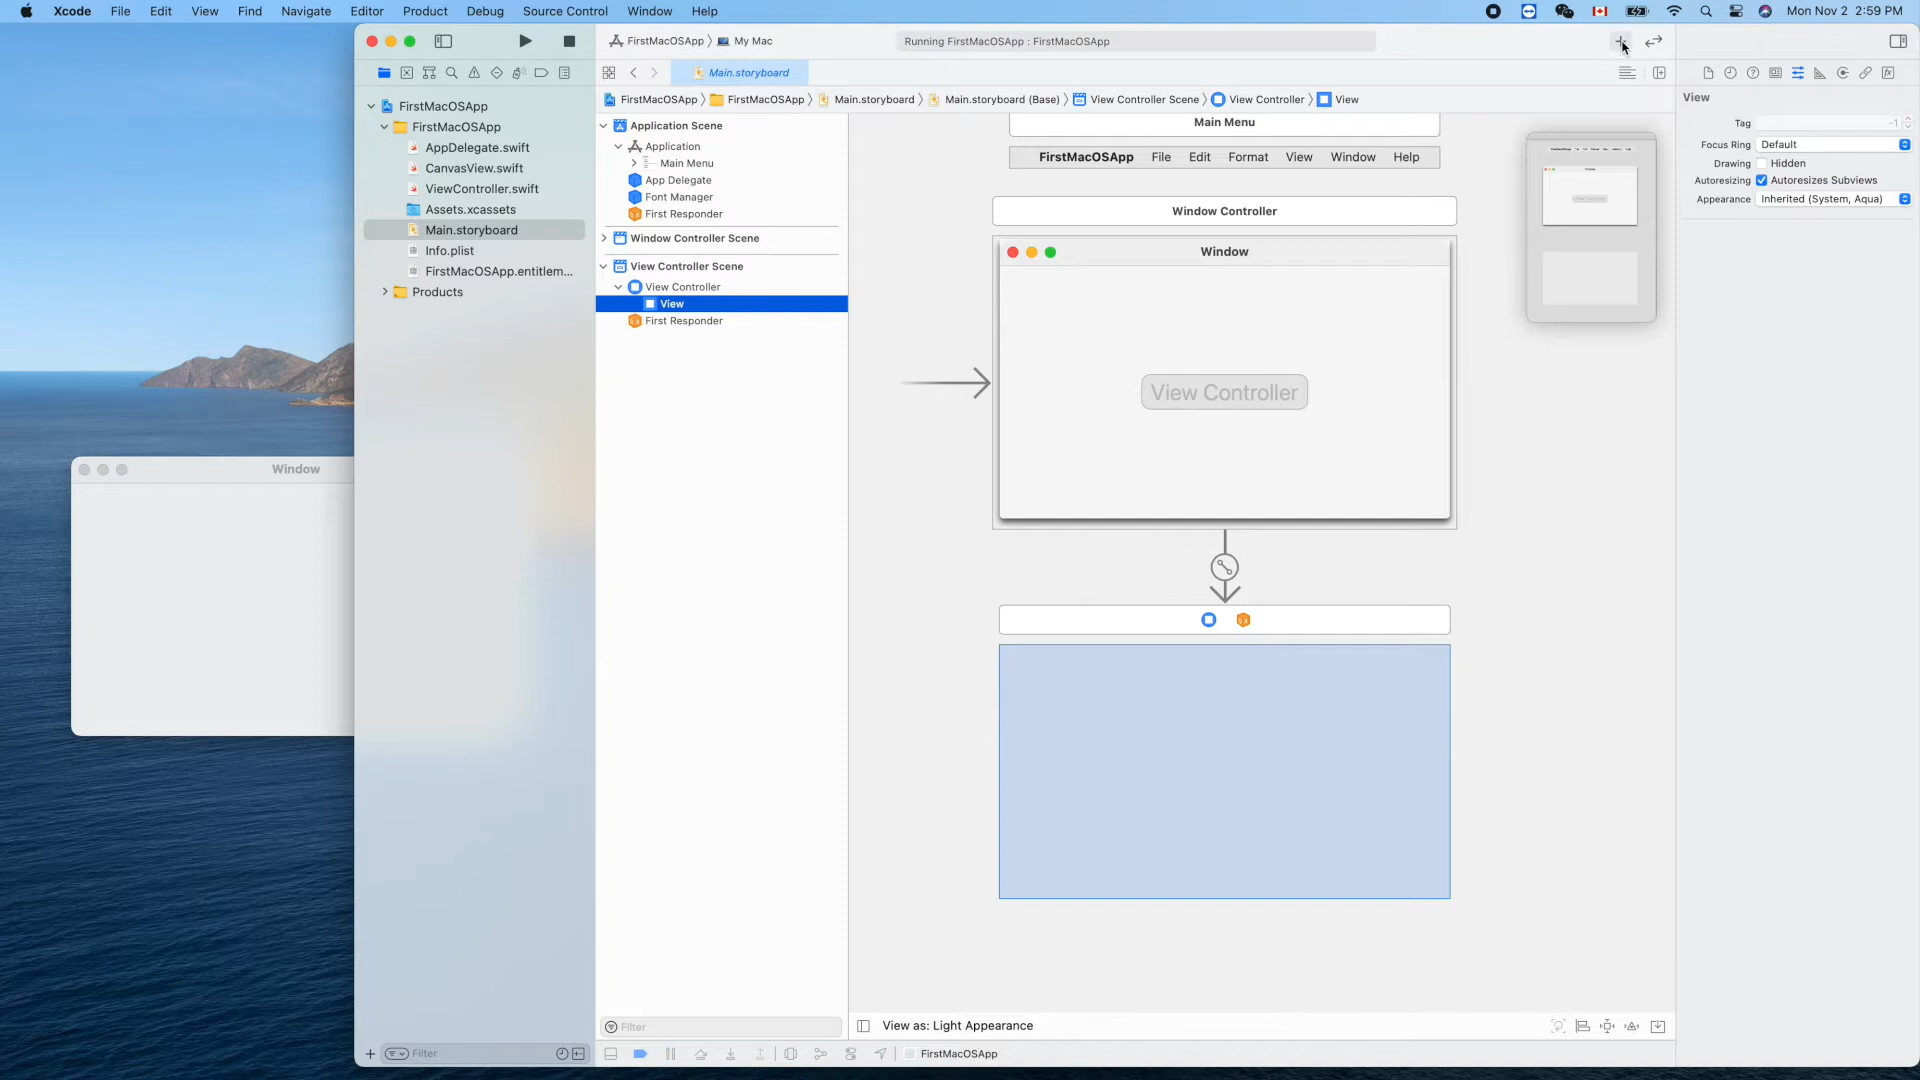 Xcode File Edit View Find Navigate Editor Product Debug Source Control Window Help Mon Nov 2 2:59 PM
FirstMacOSApp My Mac Running FirstMacOSApp : FirstMacOSApp
Main.storyboard
FirstMacOSApp FirstMacOSApp Main.storyboard Main.storyboard (Base) View Controller Scene View Controller View
FirstMacOSApp
FirstMacOSApp
AppDelegate.swift
CanvasView.swift
ViewController.swift
Assets.xcassets
Main.storyboard
Info.plist
FirstMacOSApp.entitlem...
Products
Filter
Application Scene
Application
Main Menu
App Delegate
Font Manager
First Responder
Window Controller Scene
View Controller Scene
View Controller
View
First Responder
Filter
Main Menu
FirstMacOSApp File Edit Format View Window Help
Window Controller
Window
View Controller
View as: Light Appearance
FirstMacOSApp
View
Tag -1
Focus Ring Default
Drawing Hidden
Autoresizing Autoresizes Subviews
Appearance Inherited (System, Aqua)
Window